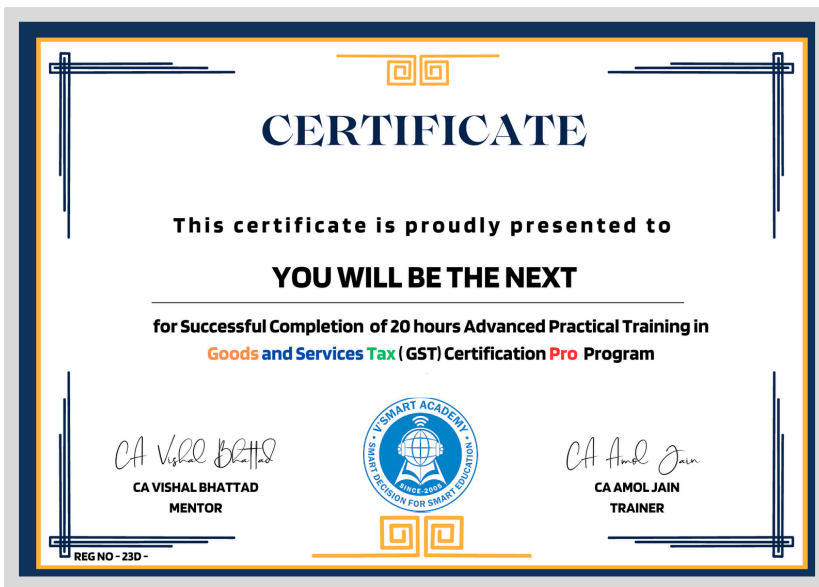 CERTIFICATE
This certificate is proudly presented to
YOU WILL BE THE NEXT
for Successful Completion of 20 hours Advanced Practical Training in
Goods and Services Tax ( GST) Certification Pro Program
CA Vishal Bhattad
CA VISHAL BHATTAD
MENTOR
V'SMART ACADEMY
SMART DECISION FOR SMART EDUCATION
SINCE-2005
CA Amol Jain
CA AMOL JAIN
TRAINER
REG NO - 23D -